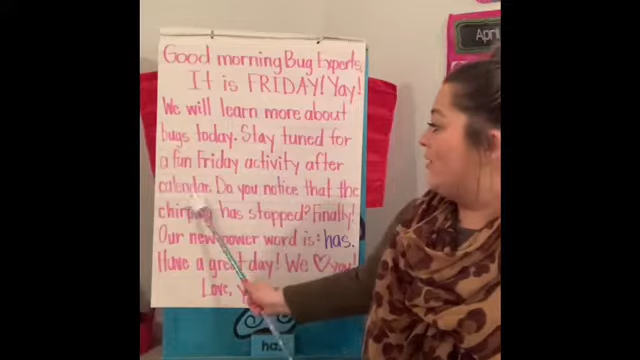 Good morning Bug Experts,
It is FRIDAY! Yay!
We will learn more about
bugs today. Stay tuned for
a fun Friday activity after
calendar. Do you notice that the
chirping has stopped? Finally!
Our new power word is: has.
Have a great day! We ♡ you!
Love,
April